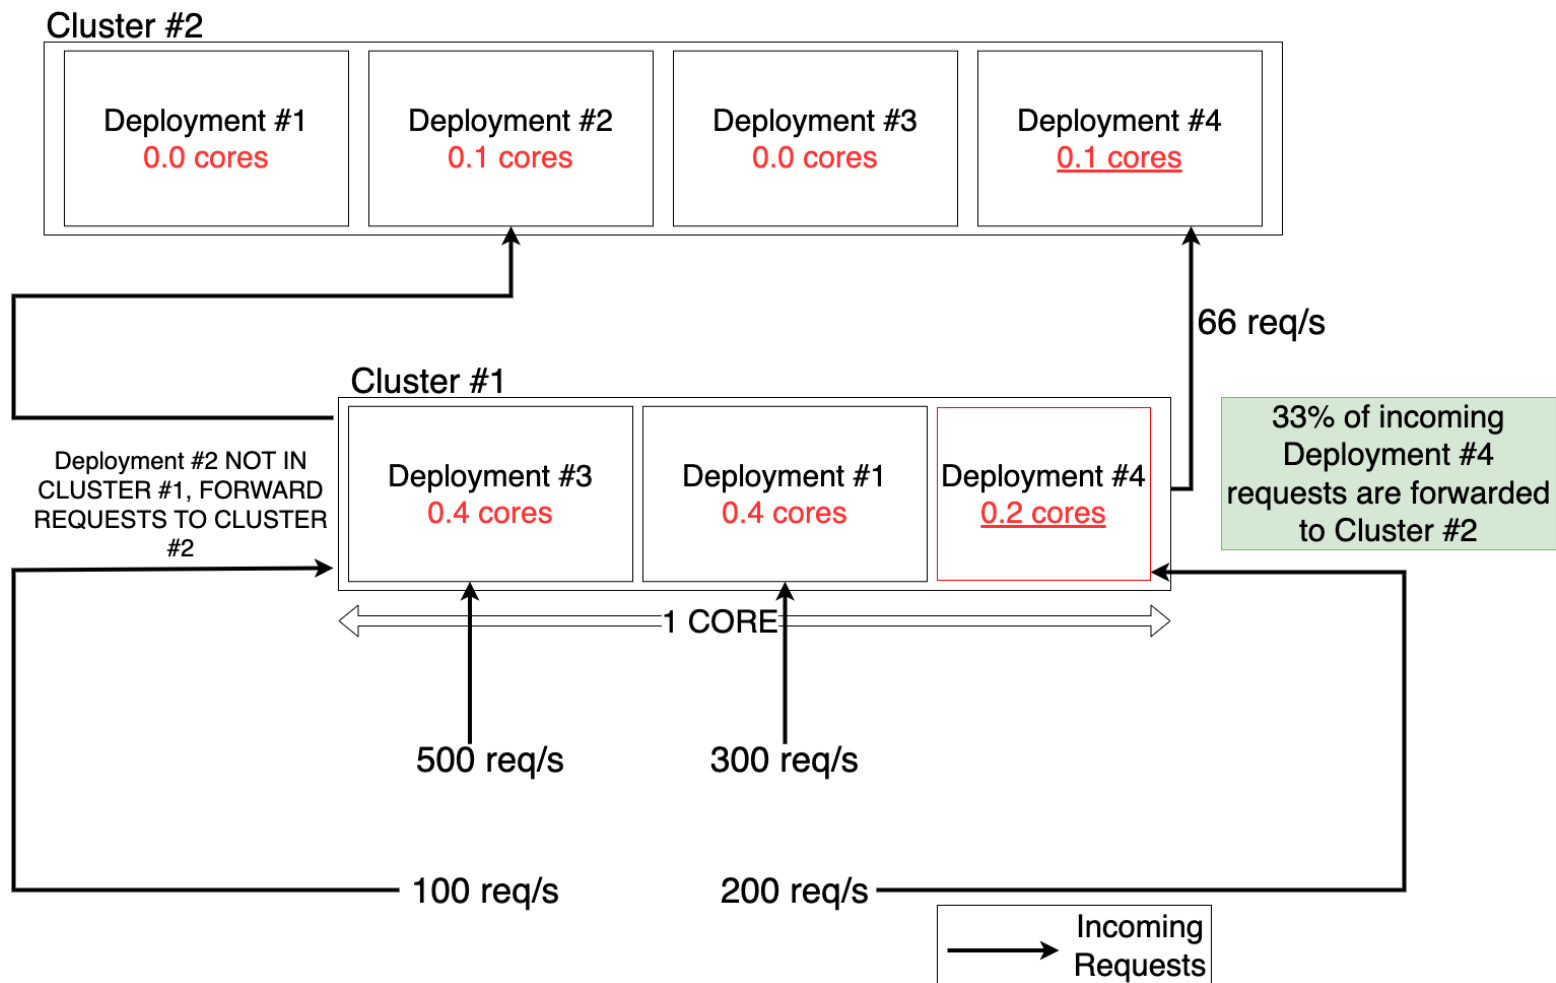 Cluster #2
Deployment #1
0.0 cores
Deployment #2
0.1 cores
Deployment #3
0.0 cores
Deployment #4
0.1 cores
66 req/s
Cluster #1
Deployment #2 NOT IN
CLUSTER #1, FORWARD
REQUESTS TO CLUSTER
#2
Deployment #3
0.4 cores
Deployment #1
0.4 cores
Deployment #4
0.2 cores
33% of incoming
Deployment #4
requests are forwarded
to Cluster #2
1 CORE
500 req/s
300 req/s
100 req/s
200 req/s
Incoming
Requests